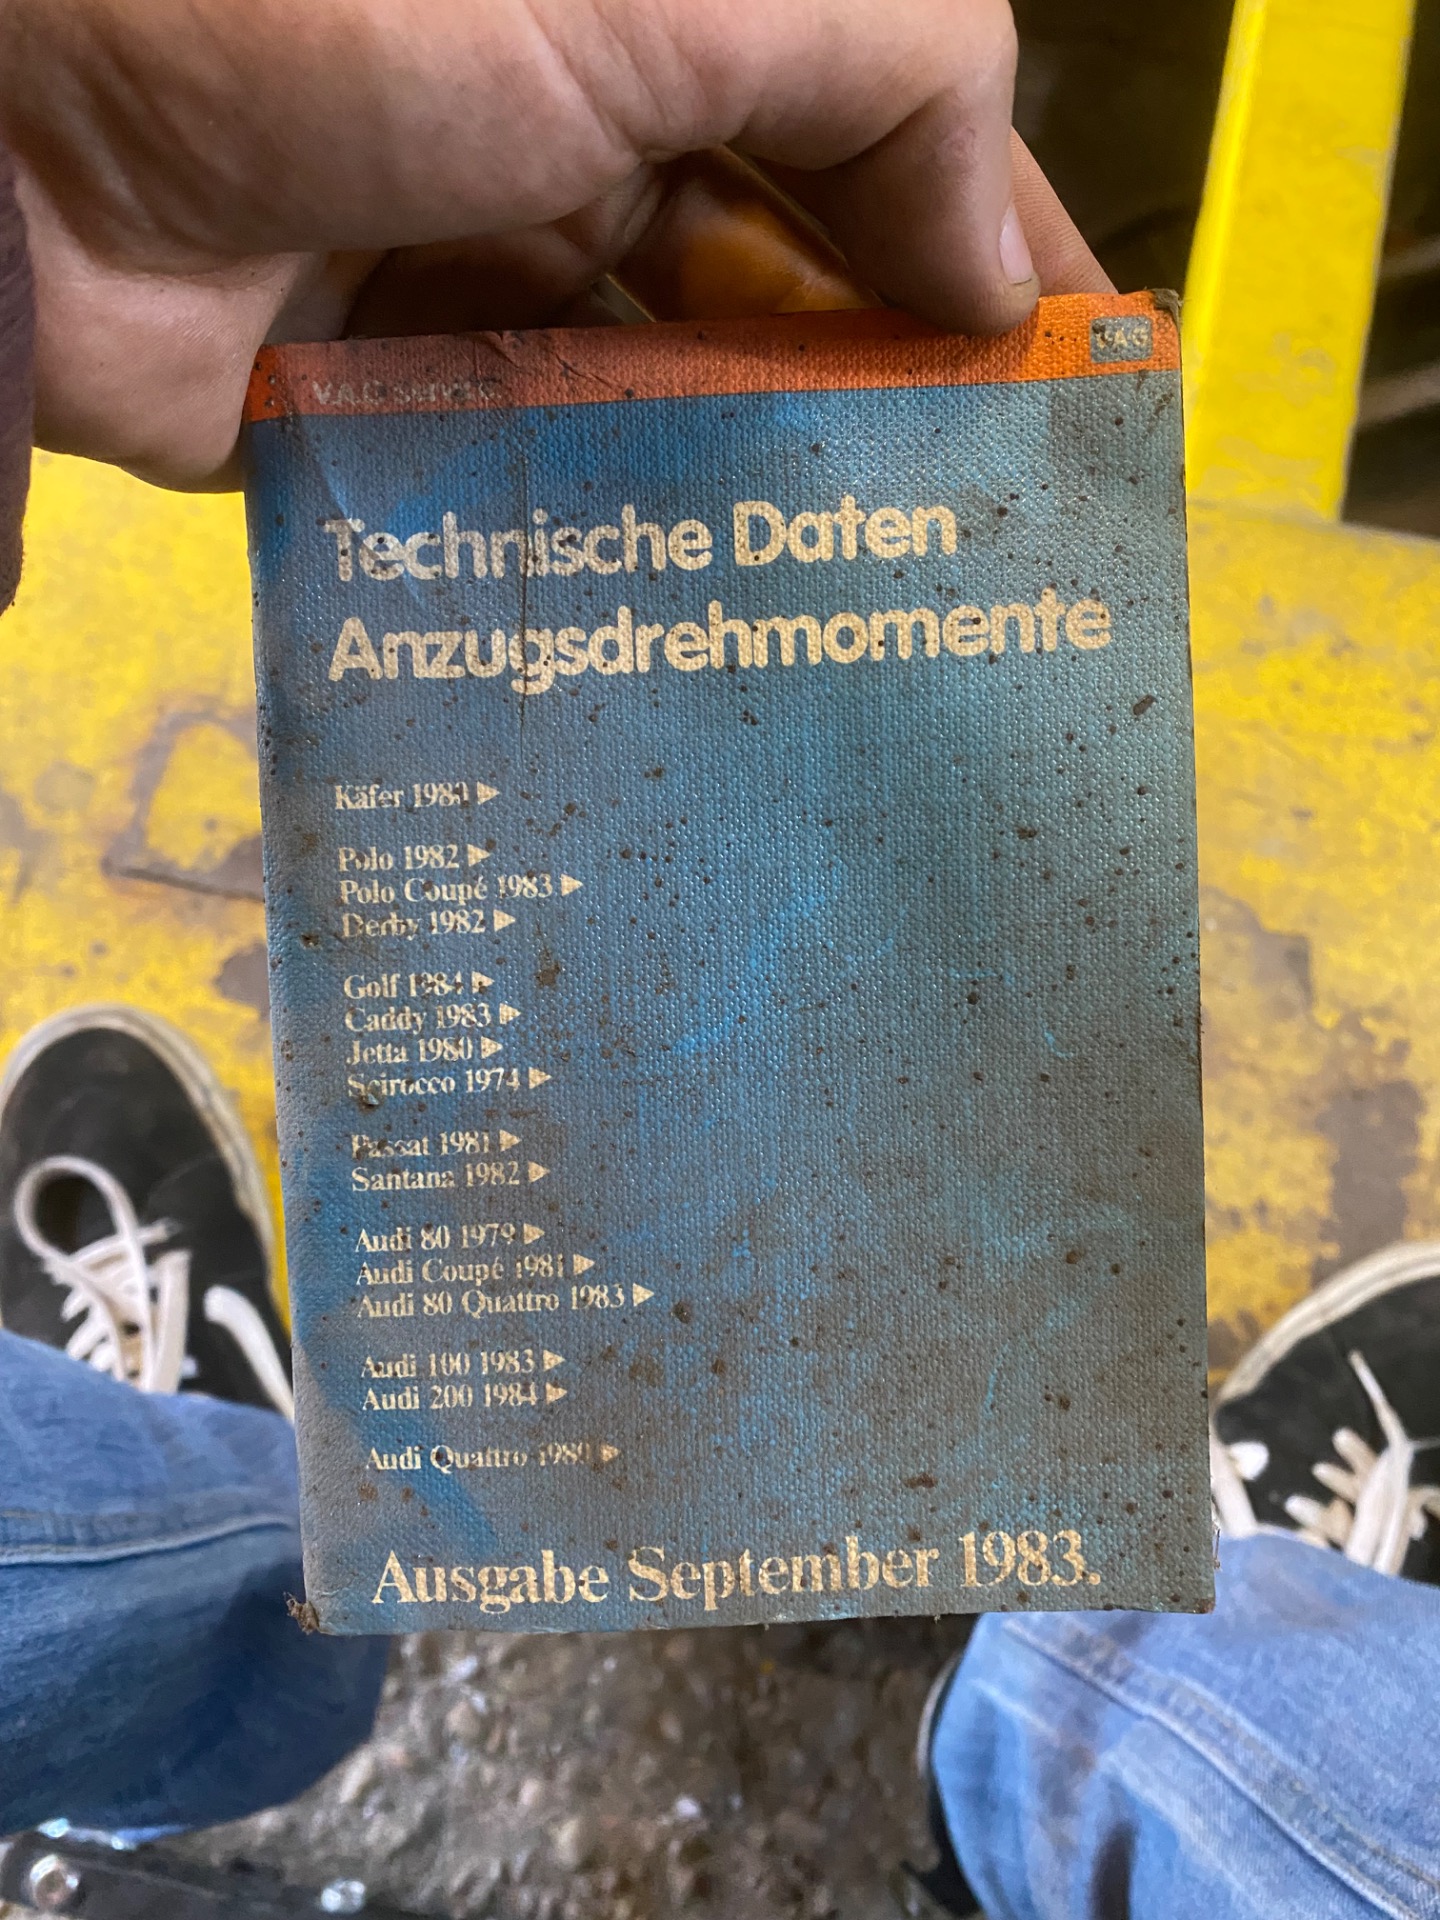 V.A.G Service
V·A·G
Technische Daten
Anzugsdrehmomente
Käfer 1980 ▶
Polo 1982 ▶
Polo Coupé 1983 ▶
Derby 1982 ▶
Golf 1984 ▶
Caddy 1983 ▶
Jetta 1980 ▶
Scirocco 1974 ▶
Passat 1981 ▶
Santana 1982 ▶
Audi 80 1979 ▶
Audi Coupé 1981 ▶
Audi 80 Quattro 1983 ▶
Audi 100 1983 ▶
Audi 200 1984 ▶
Audi Quattro 1980 ▶
Ausgabe September 1983.